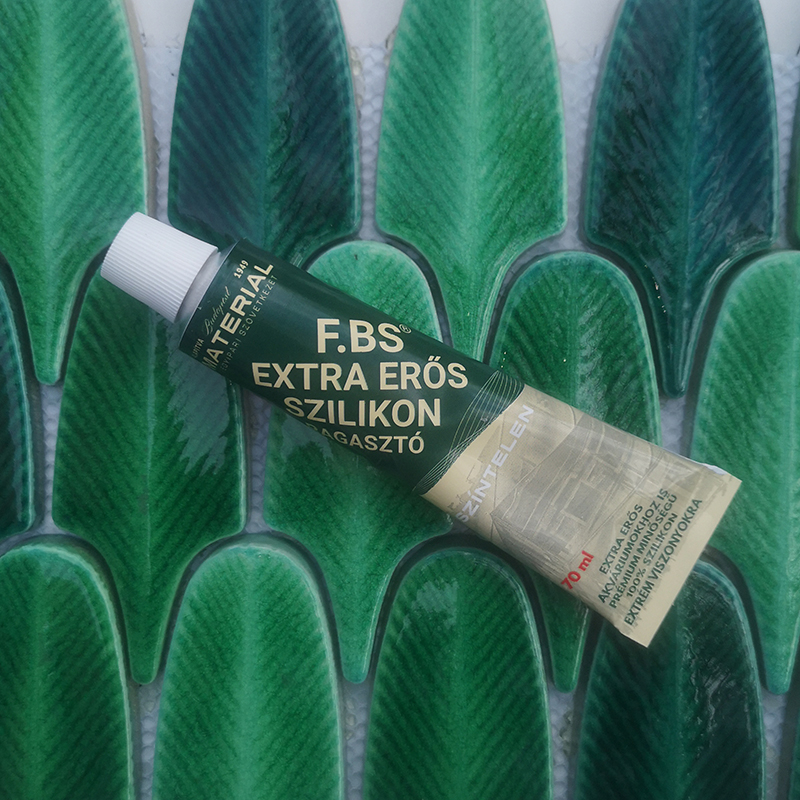 Budapest 1949
MATERIAL
F.BS®
EXTRA ERŐS
SZILIKON
SZÍNTELEN
70 ml
EXTRA ERŐS
AKVÁRIUMOKHOZ IS
PRÉMIUM MINŐSÉGŰ
100% SZILIKON
EXTRÉM VISZONYOKRA